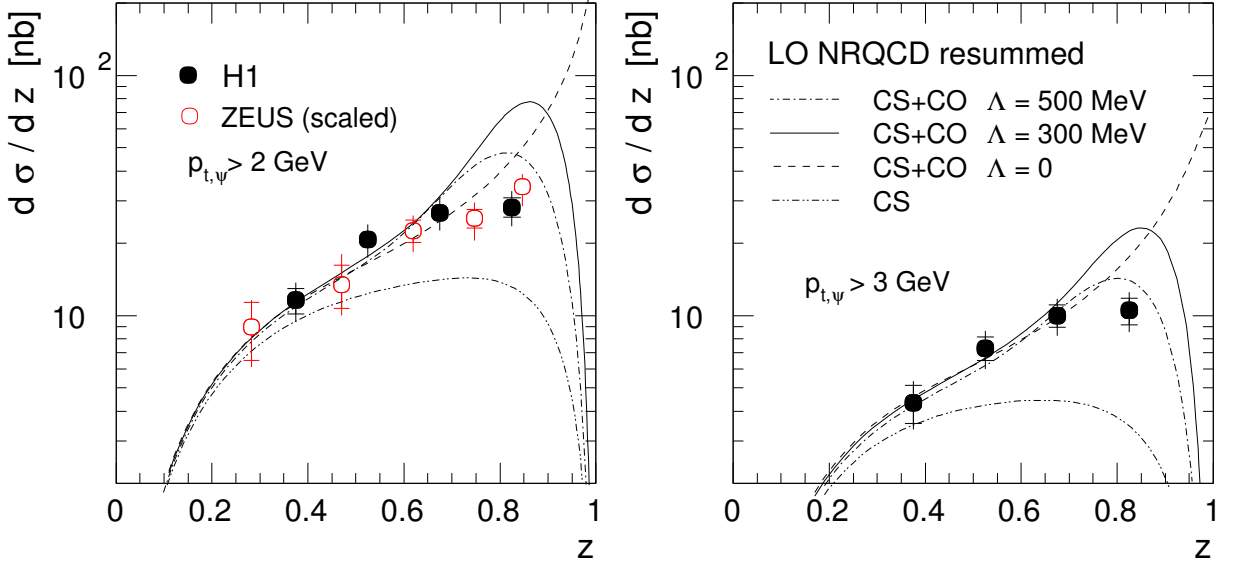 d σ / d z [nb]
10 2
10
H1
ZEUS (scaled)
p t,ψ > 2 GeV
0 0.2 0.4 0.6 0.8 1
z
d σ / d z [nb]
10 2
10
LO NRQCD resummed
CS+CO Λ = 500 MeV
CS+CO Λ = 300 MeV
CS+CO Λ = 0
CS
p t,ψ > 3 GeV
0 0.2 0.4 0.6 0.8 1
z